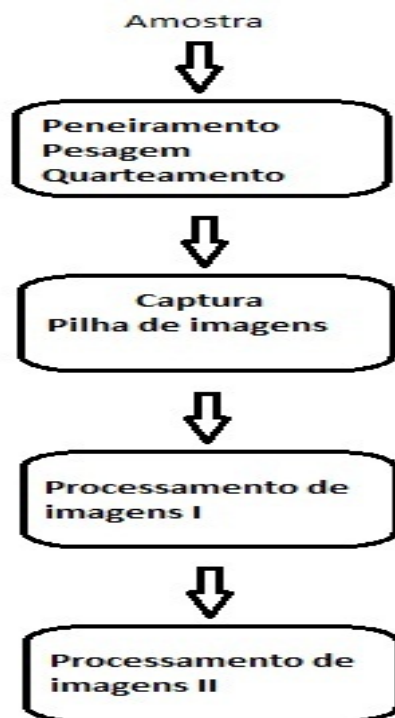 Amostra
Peneiramento
Pesagem
Quarteamento
Captura
Pilha de imagens
Processamento de
imagens I
Processamento de
imagens II